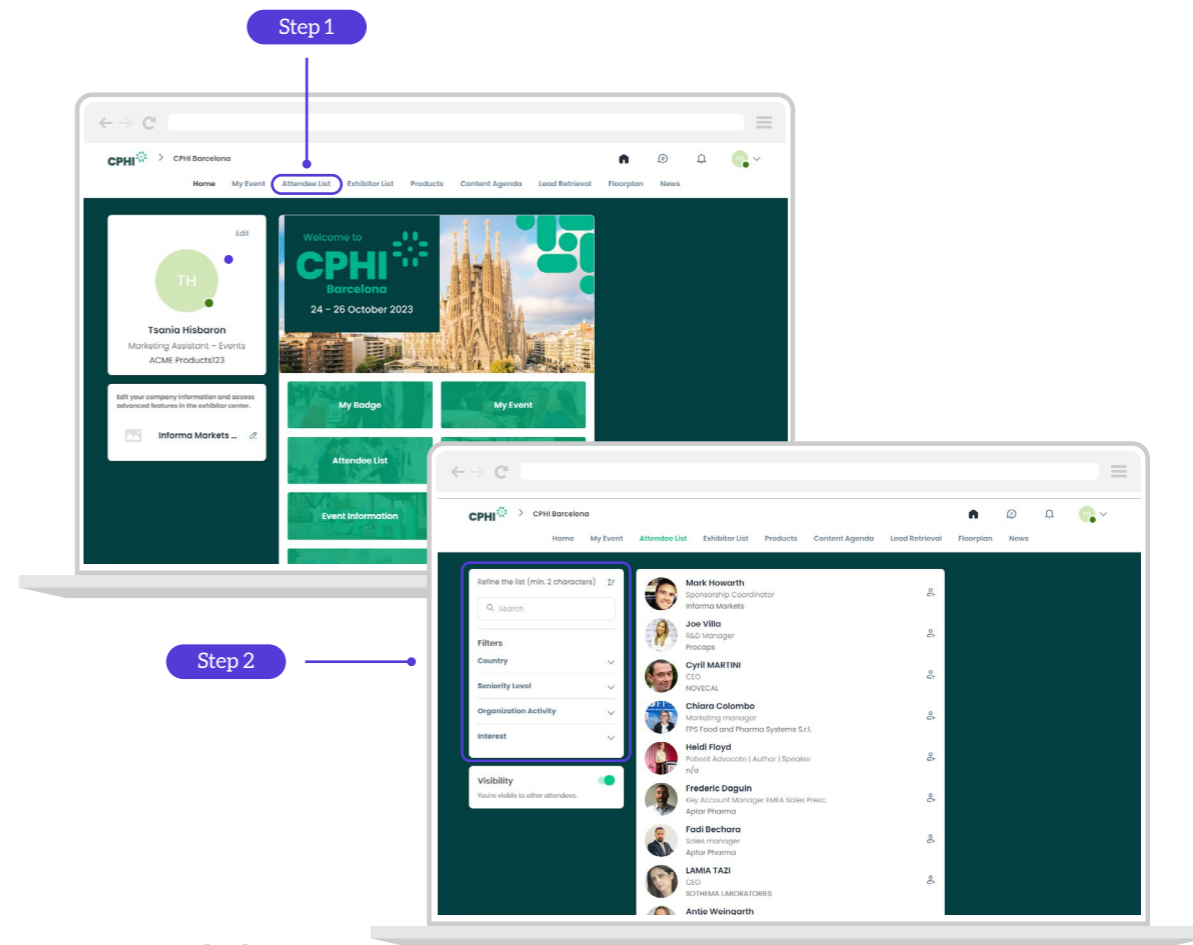 Step 1
CPHI > CPHI Barcelona
Home My Event Attendee List Exhibitor List Products Content Agenda Lead Retrieval Floorplan News
Edit
TH
Tsania Hisbaron
Marketing Assistant – Events
ACME Products123
Edit your company information and access
advanced features in the exhibitor center.
Informa Markets ...
Welcome to
CPHI
Barcelona
24 - 26 October 2023
My Badge
My Event
Attendee List
Event Information
Step 2
CPHI > CPHI Barcelona
Home My Event Attendee List Exhibitor List Products Content Agenda Lead Retrieval Floorplan News
Refine the list (min. 2 characters)
Search
Filters
Country
Seniority Level
Organization Activity
Interest
Visibility
You're visible to other attendees.
Mark Howarth
Sponsorship Coordinator
Informa Markets
Joe Villa
R&D Manager
Procaps
Cyril MARTINI
CEO
NOVECAL
Chiara Colombo
Marketing manager
FPS Food and Pharma Systems S.r.l.
Heidi Floyd
Patient Advocate | Author | Speaker
n/a
Frederic Daguin
Key Account Manager EMEA Sales Presc.
Aptar Pharma
Fadi Bechara
Sales manager
Aptar Pharma
LAMIA TAZI
CEO
SOTHEMA LABORATORIES
Antje Weingarth